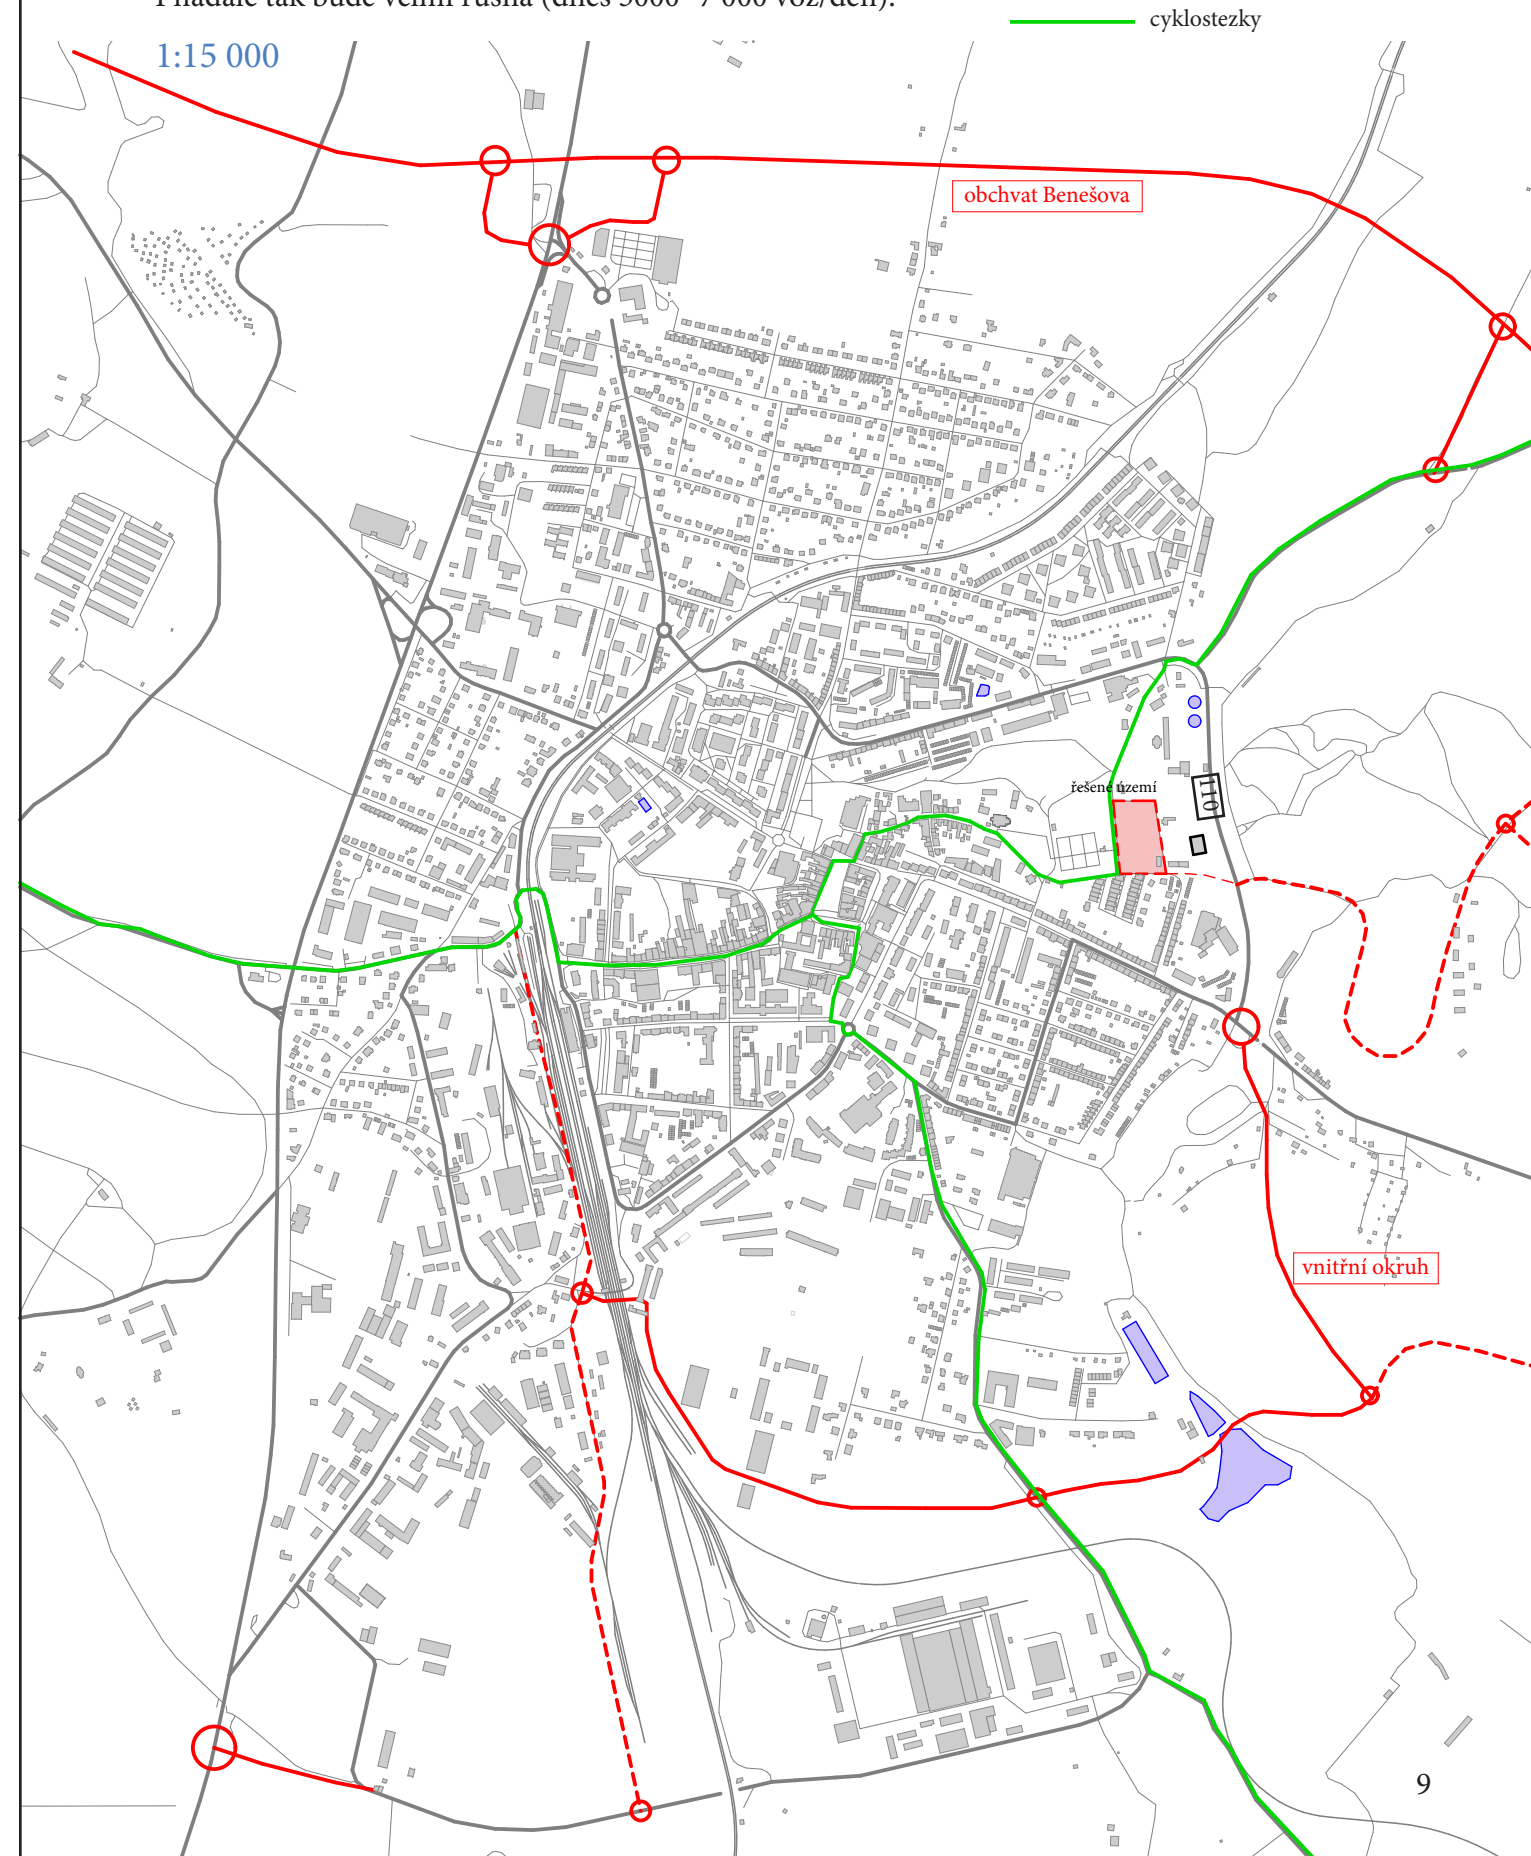 cyklostezky
1:15 000
obchvat Benešova
řešené území
110
vnitřní okruh
9